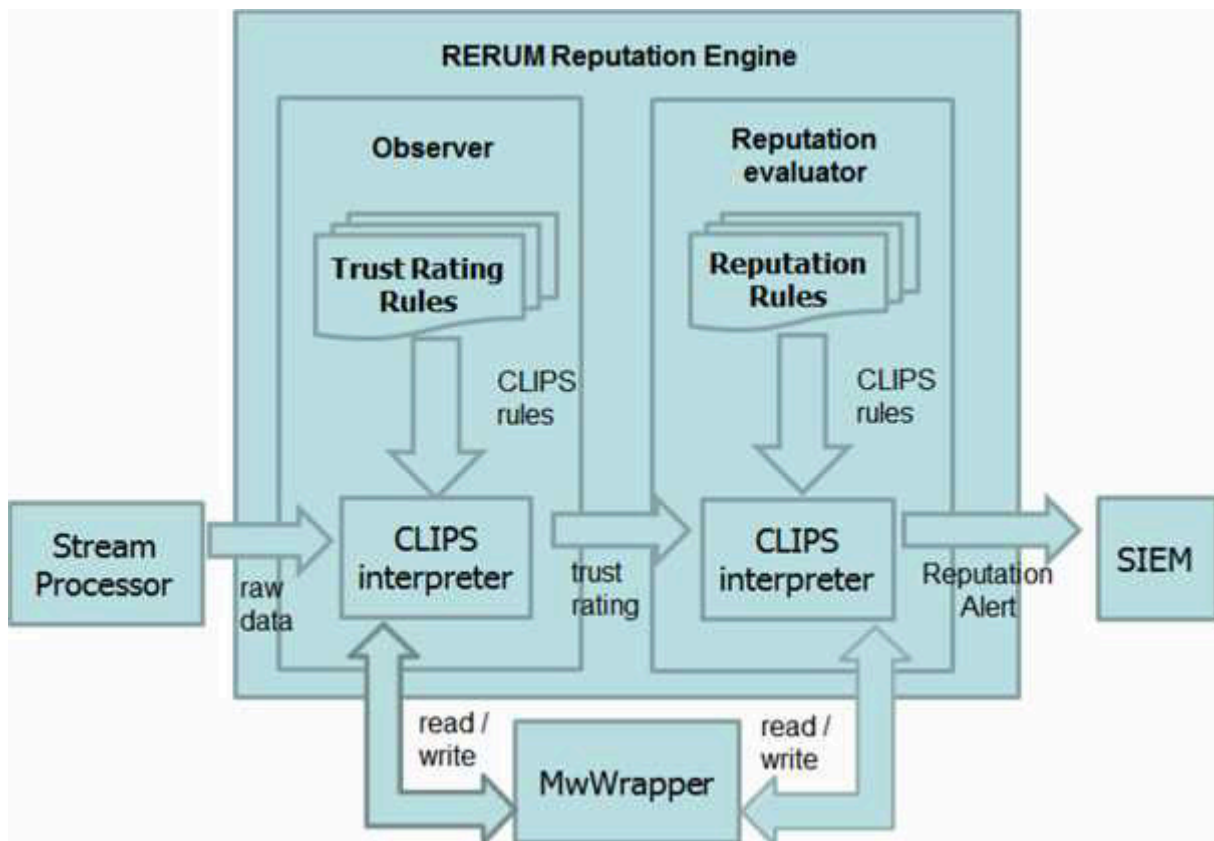 RERUM Reputation Engine
Observer
Trust Rating
Rules
CLIPS
rules
CLIPS
interpreter
Reputation
evaluator
Reputation
Rules
CLIPS
rules
CLIPS
interpreter
Stream
Processor
raw
data
trust
rating
Reputation
Alert
SIEM
read /
write
MwWrapper
read /
write